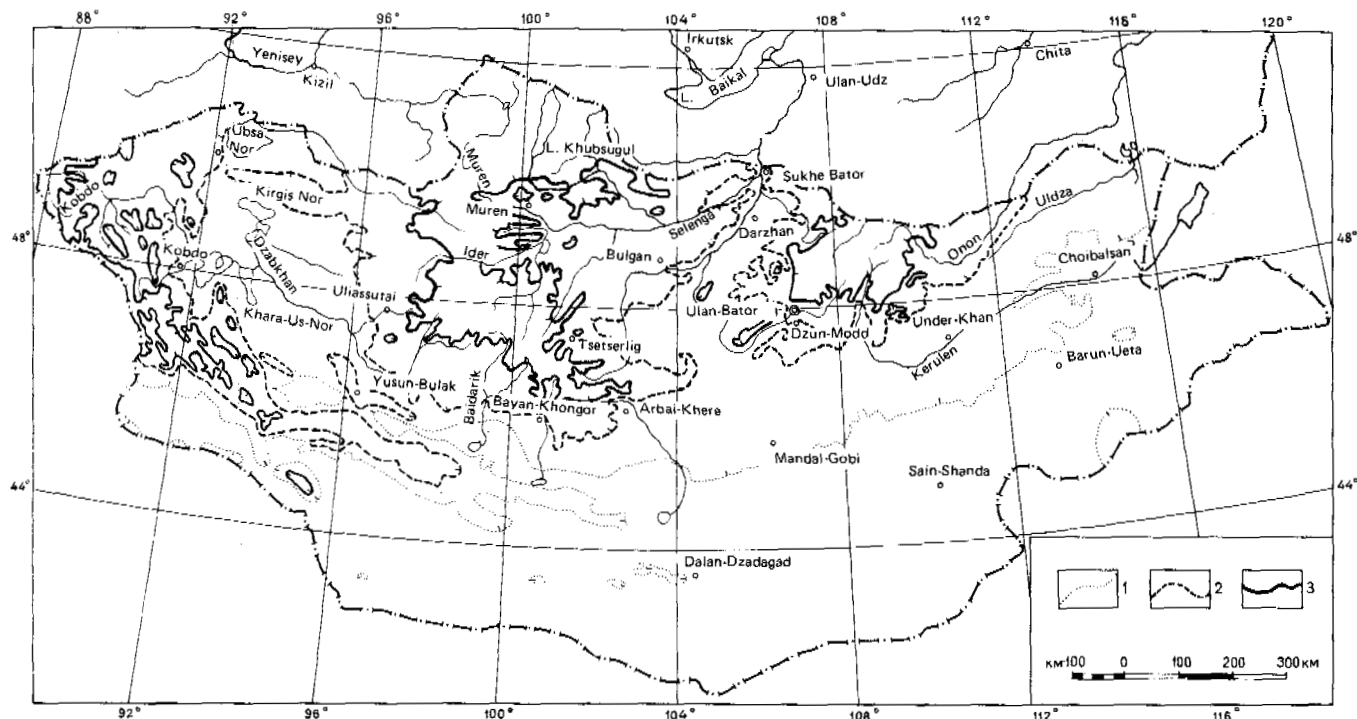 88° 92° 96° 100° 104° 108° 112° 116° 120°
Yenisey
Kizil
Irkutsk
L. Baikal
Ulan-Udz
Chita
Ubsa Nor
Muren
L. Khubsugul
Sukhe Bator
Kobdo
Kirgis Nor
Muren
Selenga
Darzhan
Onon
Uldza
48°
48°
Kobdo
Dzabkhan
Ider
Bulgan
Choibalsan
Uliassutai
Khara-Us-Nor
Ulan-Bator
Under-Khan
Dzun-Modd
Tsetserlig
Kerulen
Barun-Ueta
Yusun-Bulak
Baidarik
Bayan-Khongor
Arbai-Khere
Mandal-Gobi
Sain-Shanda
44°
44°
Dalan-Dzadagad
1 2 3
км 100 0 100 200 300 км
92° 96° 100° 104° 108° 112° 116°